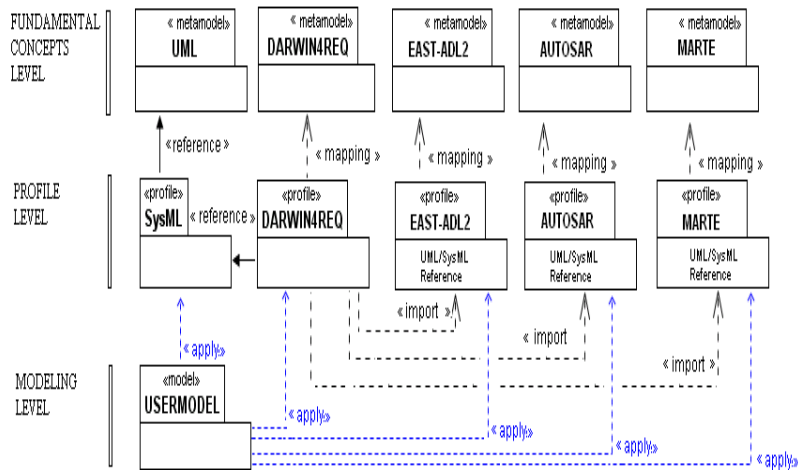 FUNDAMENTAL
CONCEPTS
LEVEL
« metamodel»
UML
« metamodel»
DARWIN4REQ
« metamodel»
EAST-ADL2
« metamodel»
AUTOSAR
« metamodel»
MARTE
« reference »
« mapping »
« mapping »
« mapping »
« mapping »
PROFILE
LEVEL
«profile»
SysML
« reference »
«profile»
DARWIN4REQ
«profile»
EAST-ADL2
UML/SysML
Reference
«profile»
AUTOSAR
UML/SysML
Reference
«profile»
MARTE
UML/SysML
Reference
« import »
« import
« import »
« apply»
MODELING
LEVEL
«model»
USERMODEL
« apply»
« apply»
« apply»
« apply»